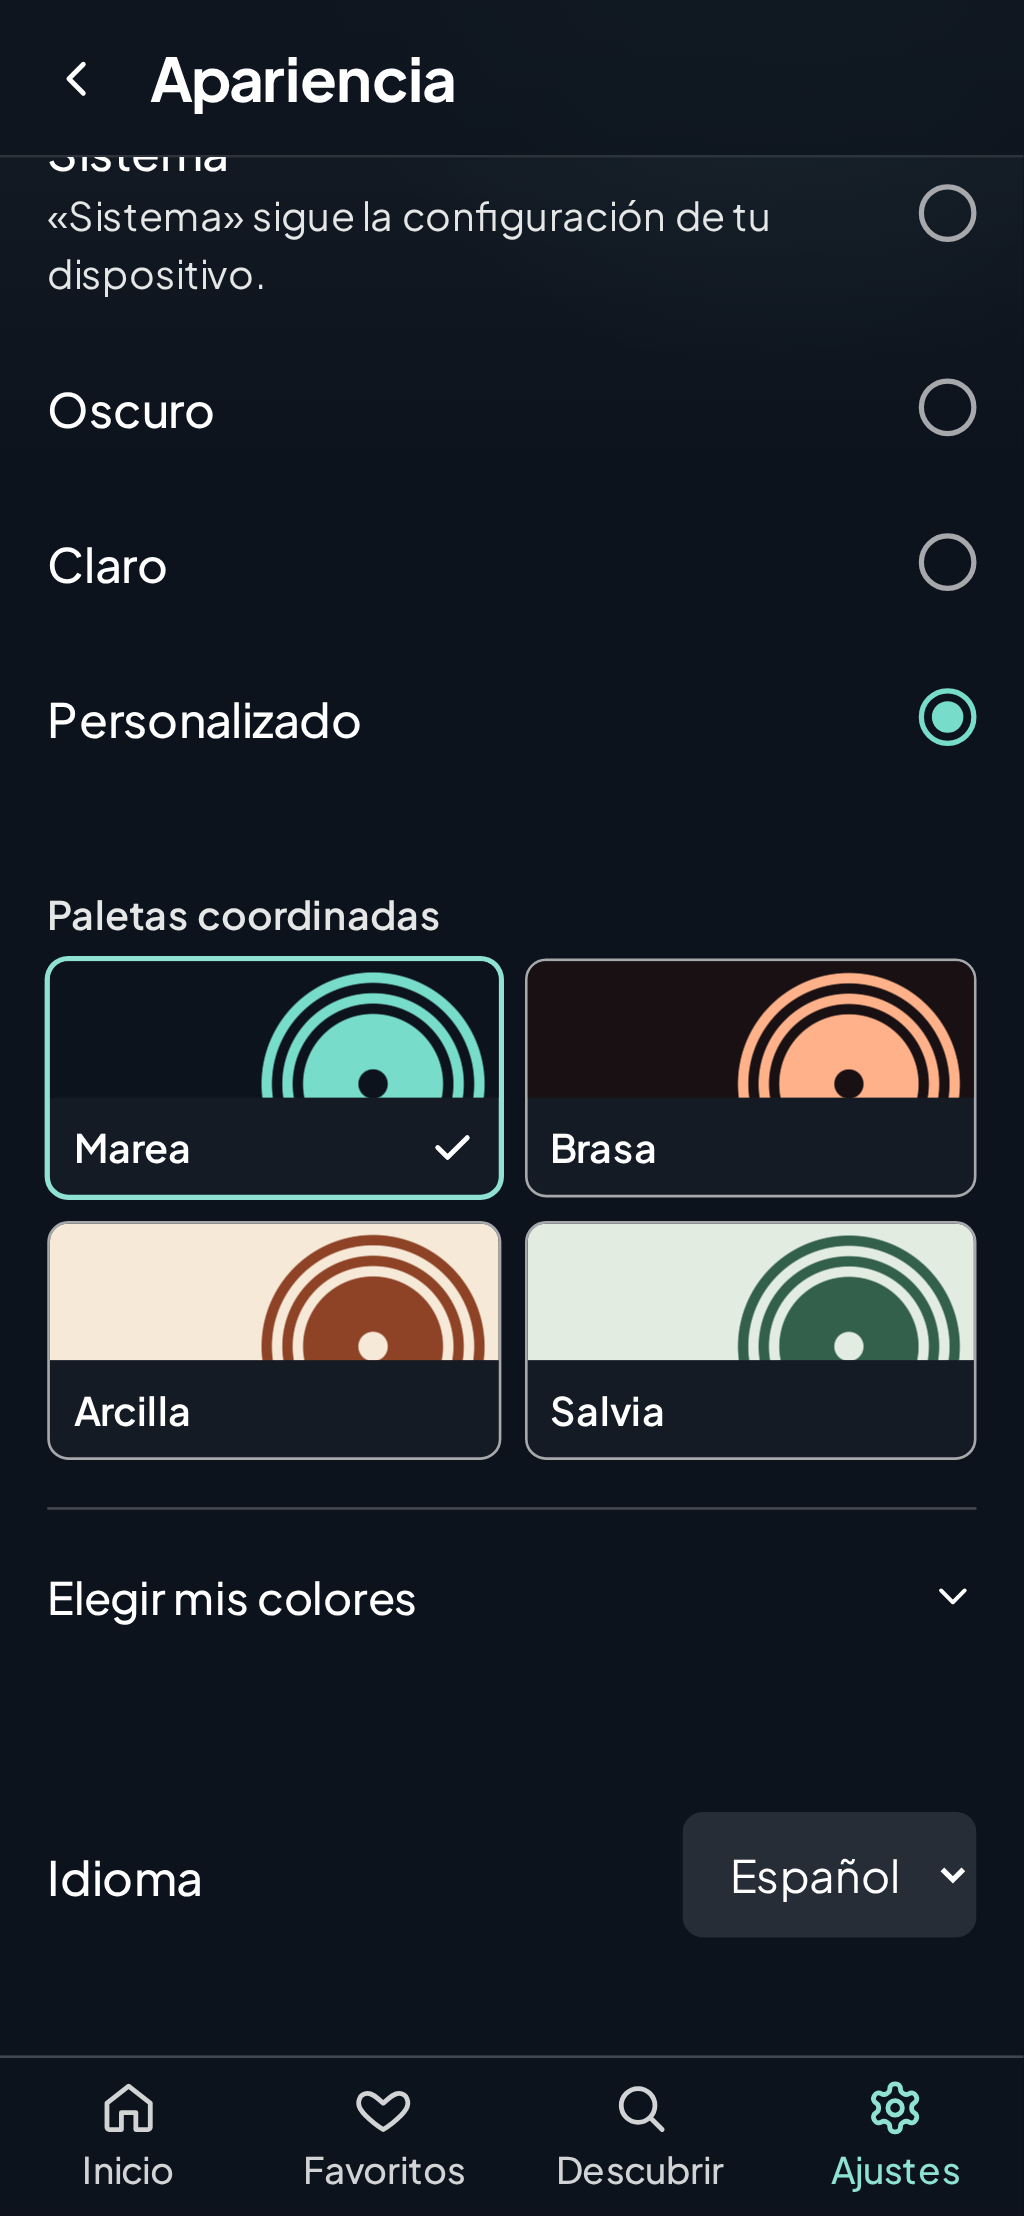 Apariencia
Sistema
«Sistema» sigue la configuración de tu
dispositivo.
Oscuro
Claro
Personalizado
Paletas coordinadas
Marea
Brasa
Arcilla
Salvia
Elegir mis colores
Idioma
Español
Inicio
Favoritos
Descubrir
Ajustes